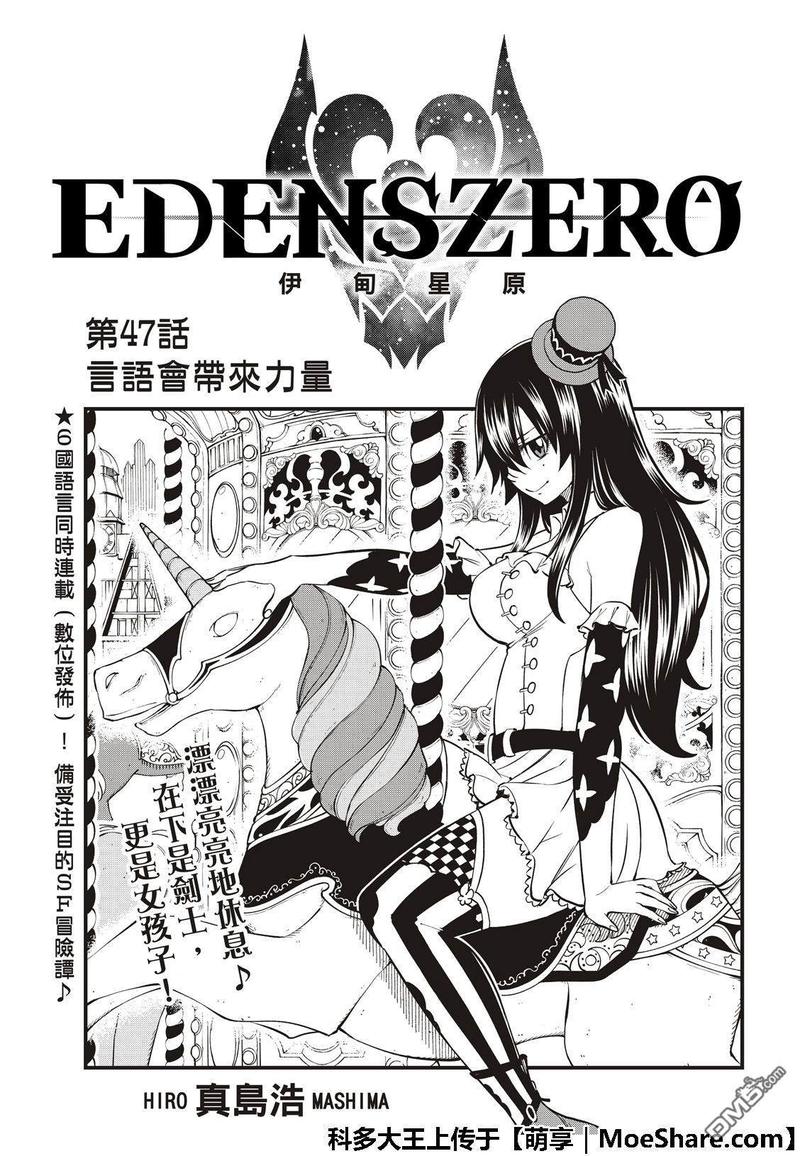 EDENSZERO
伊甸星原
第47話
言語會帶來力量
★6國語言同時連載(數位發佈)! 備受注目的SF冒險譚♪
漂漂亮亮地休息♪
在下是劍士,
更是女孩子!
HIRO 真島浩 MASHIMA
科多大王上传于【萌享|MoeShare.com】